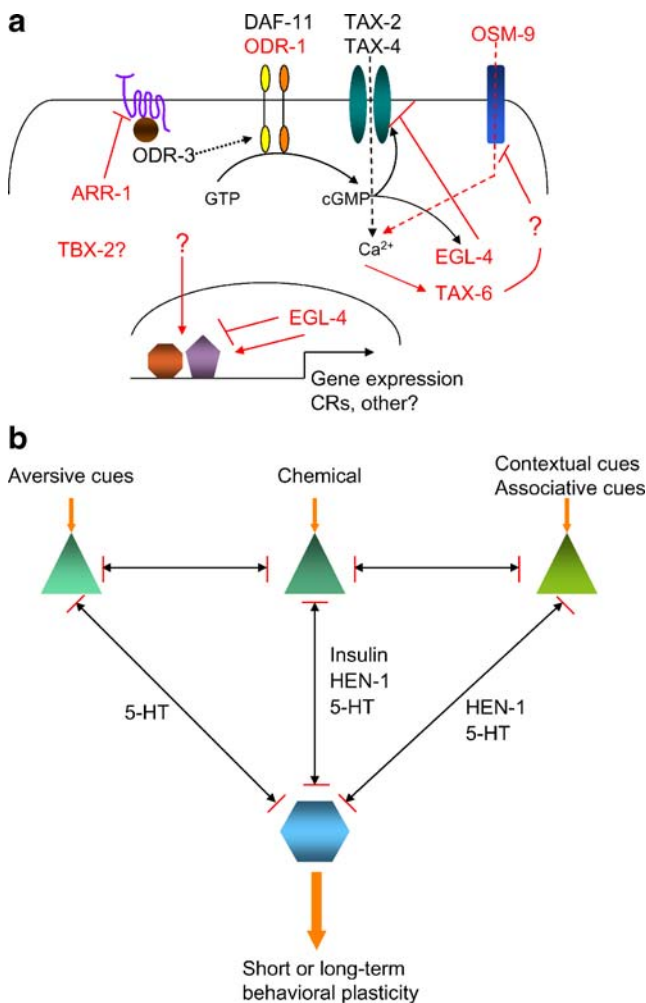 a
DAF-11
ODR-1
TAX-2
TAX-4
OSM-9
ODR-3
ARR-1
GTP
cGMP
Ca2+
?
EGL-4
TAX-6
TBX-2?
?
EGL-4
Gene expression
CRs, other?
b
Aversive cues
Chemical
Contextual cues
Associative cues
5-HT
Insulin
HEN-1
5-HT
HEN-1
5-HT
Short or long-term
behavioral plasticity